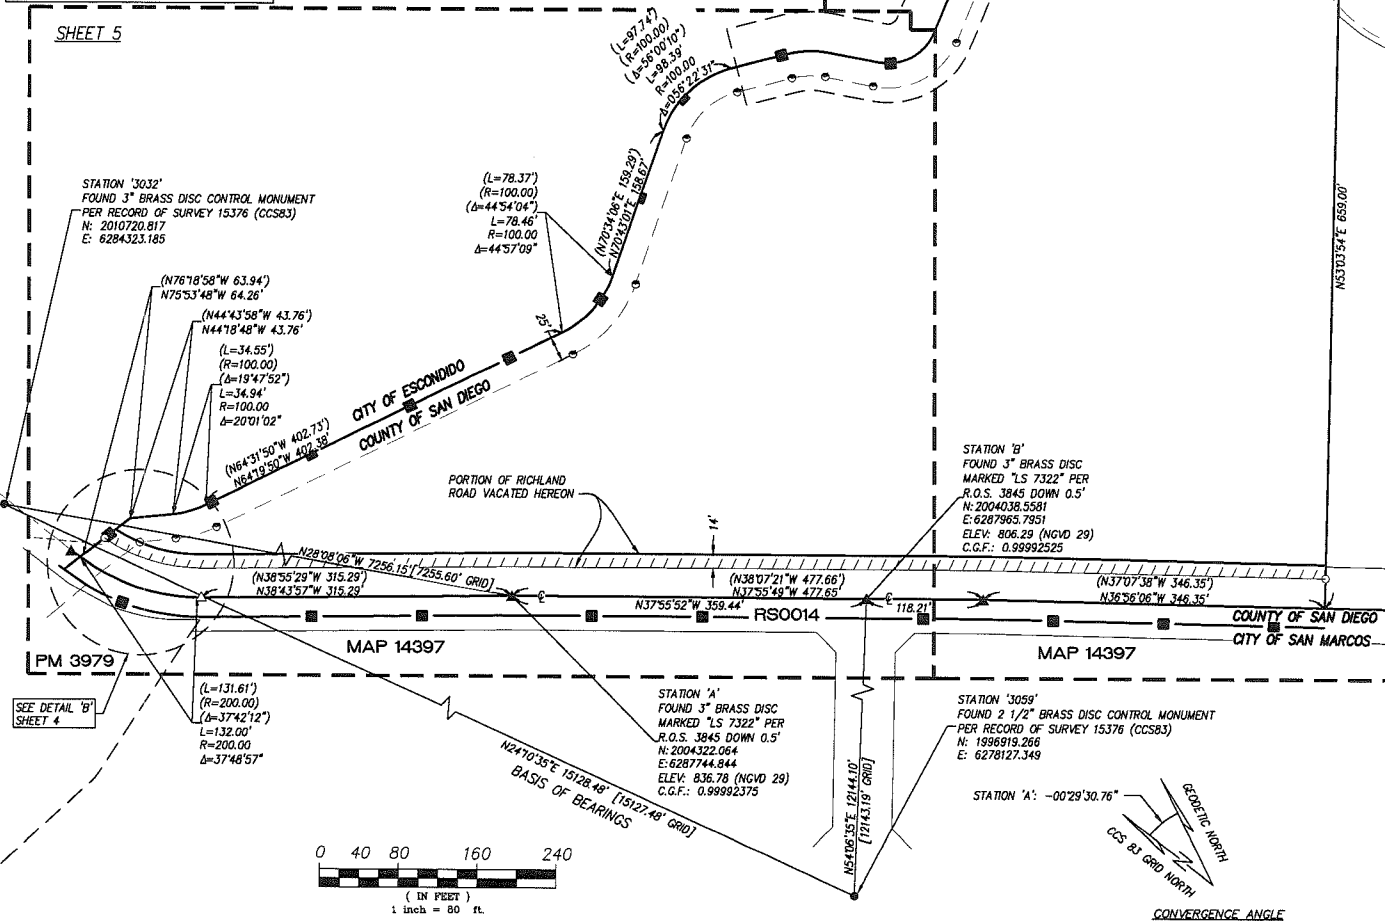 SHEET 5
(L=97.74')
(R=100.00)
(Δ=56°00'10")
L=98.39'
R=100.00
Δ=056°22'31"
STATION '3032'
FOUND 3" BRASS DISC CONTROL MONUMENT
PER RECORD OF SURVEY 15376 (CCS83)
N: 2010720.817
E: 6284323.185
(L=78.37')
(R=100.00)
(Δ=44°54'04")
L=78.46'
R=100.00
Δ=44°57'09"
(N70°34'06"E 159.29')
N70°43'01"E 158.67'
N53°03'54"E 659.00'
(N76°18'58"W 63.94')
N75°53'48"W 64.26'
(N44°43'58"W 43.76')
N44°18'48"W 43.76'
(L=34.55')
(R=100.00)
(Δ=19°47'52")
L=34.94'
R=100.00
Δ=20°01'02"
25'
CITY OF ESCONDIDO
COUNTY OF SAN DIEGO
(N64°31'50"W 402.73')
N64°19'50"W 402.38'
PORTION OF RICHLAND
ROAD VACATED HEREON
14'
STATION 'B'
FOUND 3" BRASS DISC
MARKED "LS 7322" PER
R.O.S. 3845 DOWN 0.5'
N: 2004038.5581
E: 6287965.7951
ELEV: 806.29 (NGVD 29)
C.G.F.: 0.99992525
N28°08'06"W 7256.15' [7255.60' GRID]
(N38°55'29"W 315.29')
N38°43'57"W 315.29'
(N38°07'21"W 477.66')
N37°55'49"W 477.65'
(N37°07'38"W 346.35')
N36°56'06"W 346.35'
N37°55'52"W 359.44'
118.21'
RS0014
COUNTY OF SAN DIEGO
CITY OF SAN MARCOS
MAP 14397
MAP 14397
PM 3979
SEE DETAIL 'B'
SHEET 4
(L=131.61')
(R=200.00)
(Δ=37°42'12")
L=132.00'
R=200.00
Δ=37°48'57"
STATION 'A'
FOUND 3" BRASS DISC
MARKED "LS 7322" PER
R.O.S. 3845 DOWN 0.5'
N: 2004322.064
E: 6287744.844
ELEV: 836.78 (NGVD 29)
C.G.F.: 0.99992375
STATION '3059'
FOUND 2 1/2" BRASS DISC CONTROL MONUMENT
PER RECORD OF SURVEY 15376 (CCS83)
N: 1996919.266
E: 6278127.349
N24°10'35"E 15128.48' [15127.48' GRID]
BASIS OF BEARINGS
N54°06'35"E 12144.10'
[12143.19' GRID]
STATION 'A': -00°29'30.76"
GEODETIC NORTH
CCS 83 GRID NORTH
CONVERGENCE ANGLE
0 40 80 160 240
( IN FEET )
1 inch = 80 ft.